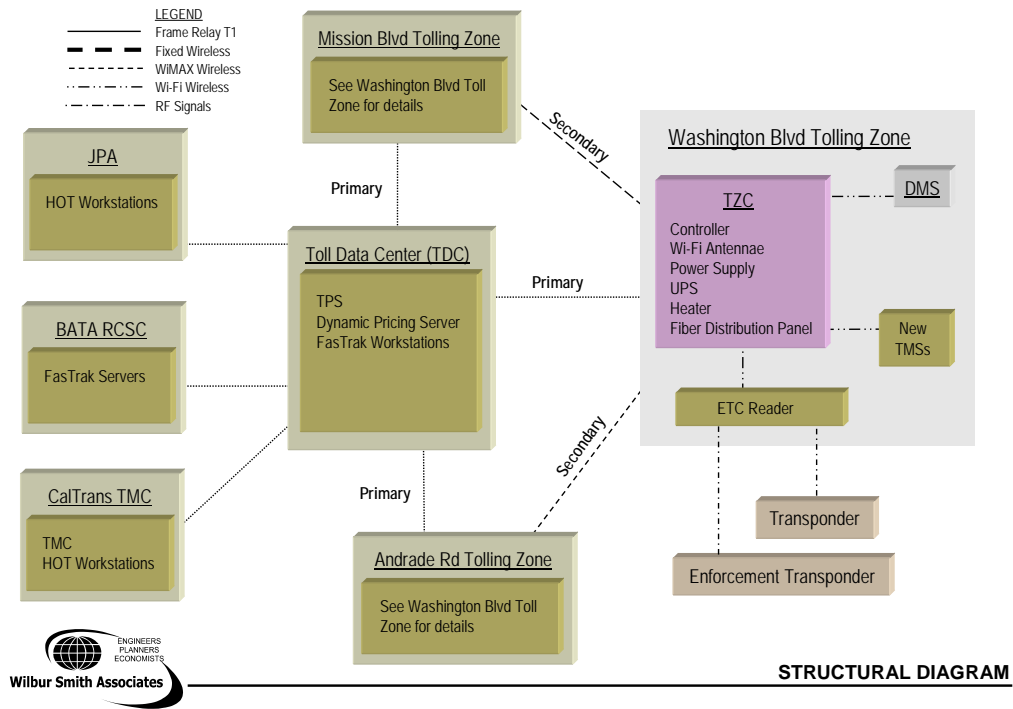 LEGEND
Frame Relay T1
Fixed Wireless
WiMAX Wireless
Wi-Fi Wireless
RF Signals
Mission Blvd Tolling Zone
See Washington Blvd Toll
Zone for details
Secondary
Washington Blvd Tolling Zone
JPA
HOT Workstations
Primary
TZC
Controller
Wi-Fi Antennae
Power Supply
UPS
Heater
Fiber Distribution Panel
DMS
Toll Data Center (TDC)
TPS
Dynamic Pricing Server
FasTrak Workstations
Primary
BATA RCSC
FasTrak Servers
New
TMSs
ETC Reader
Secondary
CalTrans TMC
TMC
HOT Workstations
Primary
Transponder
Andrade Rd Tolling Zone
See Washington Blvd Toll
Zone for details
Enforcement Transponder
ENGINEERS
PLANNERS
ECONOMISTS
Wilbur Smith Associates
STRUCTURAL DIAGRAM